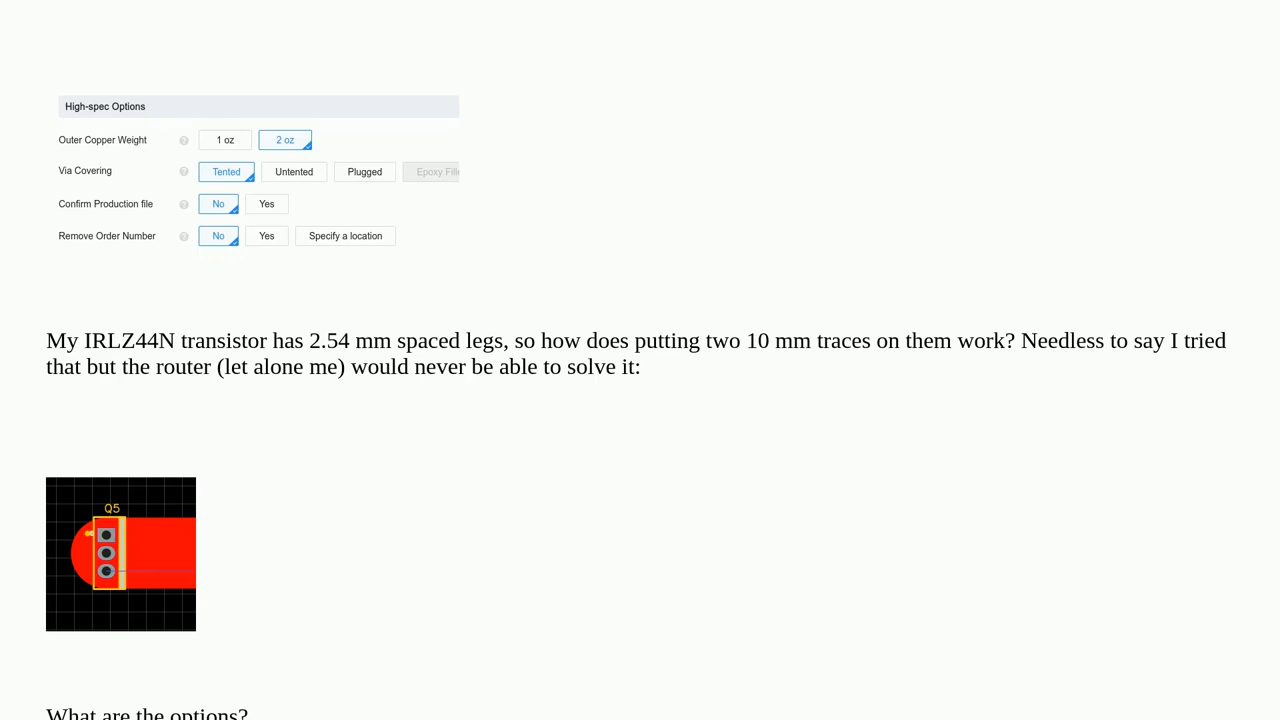 High-spec Options
Outer Copper Weight ? 1 oz 2 oz
Via Covering ? Tented Untented Plugged
Confirm Production file ? No Yes
Remove Order Number ? No Yes Specify a location
My IRLZ44N transistor has 2.54 mm spaced legs, so how does putting two 10 mm traces on them work? Needless to say I tried
that but the router (let alone me) would never be able to solve it:
Q5
What are the options?